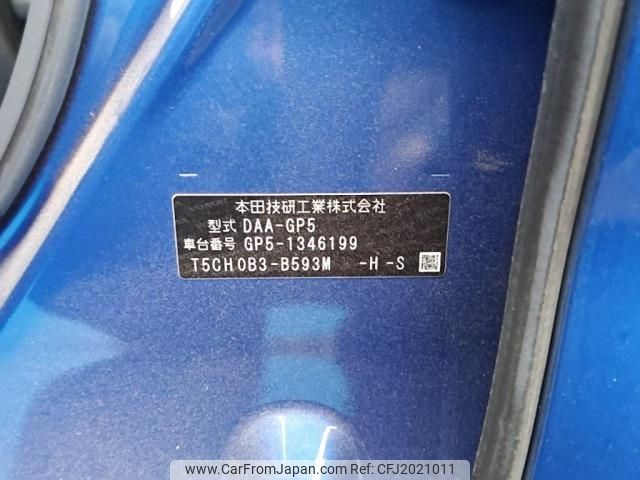 本田技研工業株式会社
型式 DAA-GP5
車台番号 GP5-1346199
T5CH0B3-B593M -H -S
www.CarFromJapan.com | Ref.Code: CFJ2021011